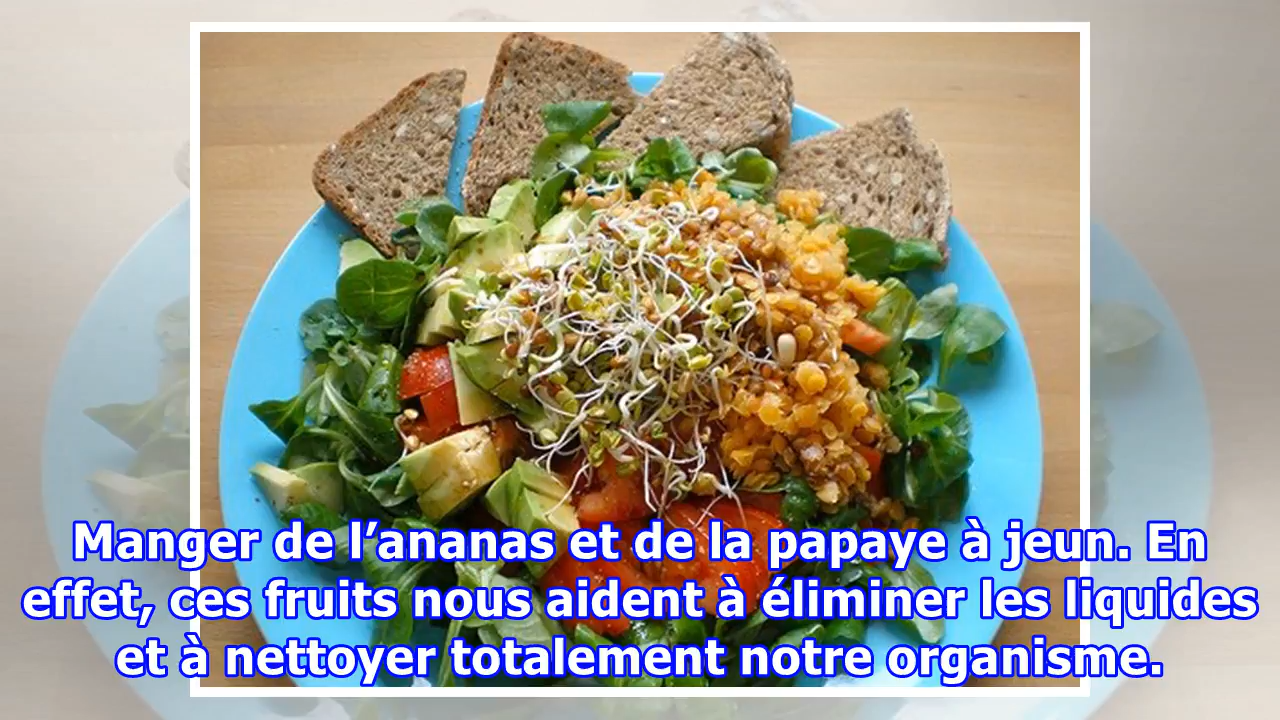 Manger de l’ananas et de la papaye à jeun. En
effet, ces fruits nous aident à éliminer les liquides
et à nettoyer totalement notre organisme.